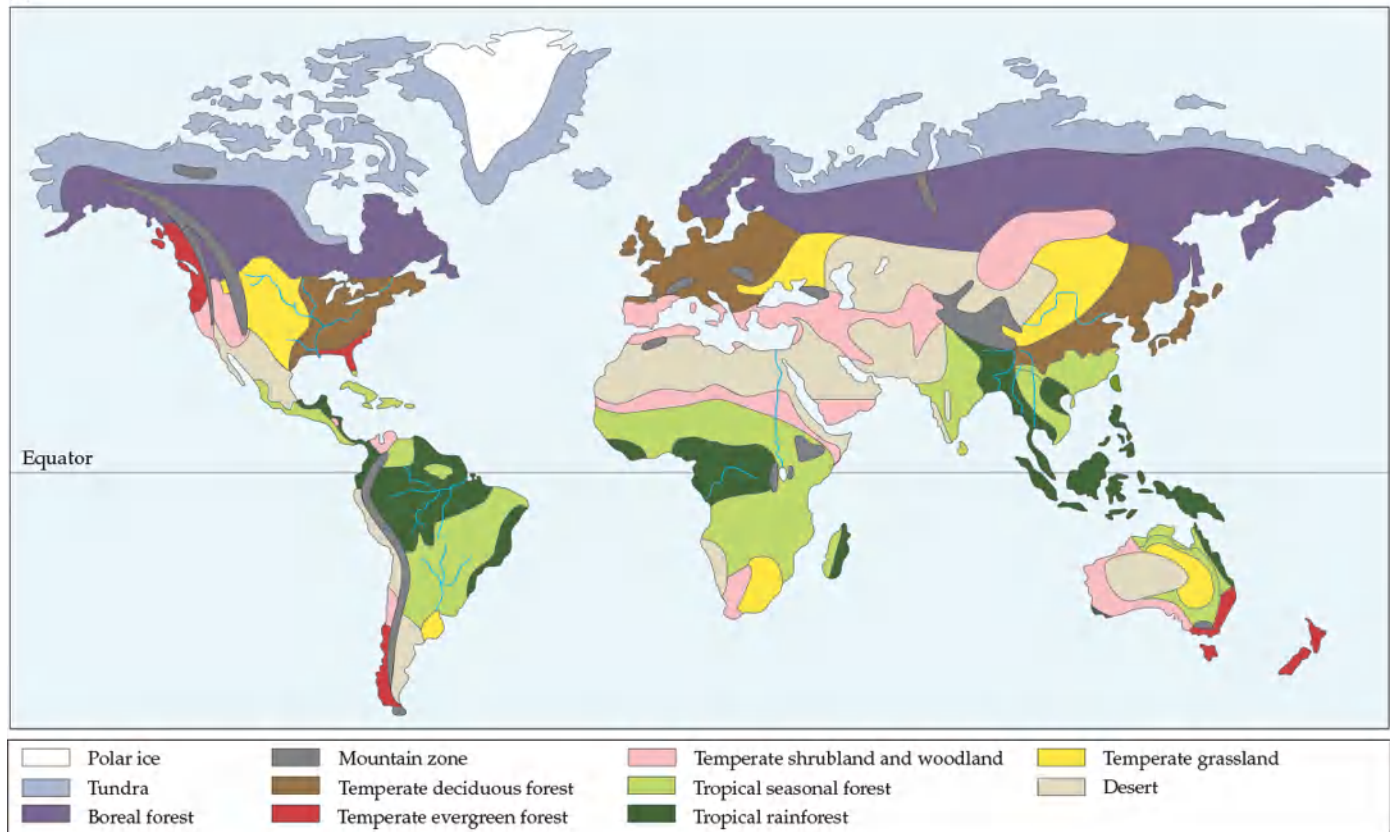 Equator
Polar ice
Mountain zone
Temperate shrubland and woodland
Temperate grassland
Tundra
Temperate deciduous forest
Tropical seasonal forest
Desert
Boreal forest
Temperate evergreen forest
Tropical rainforest